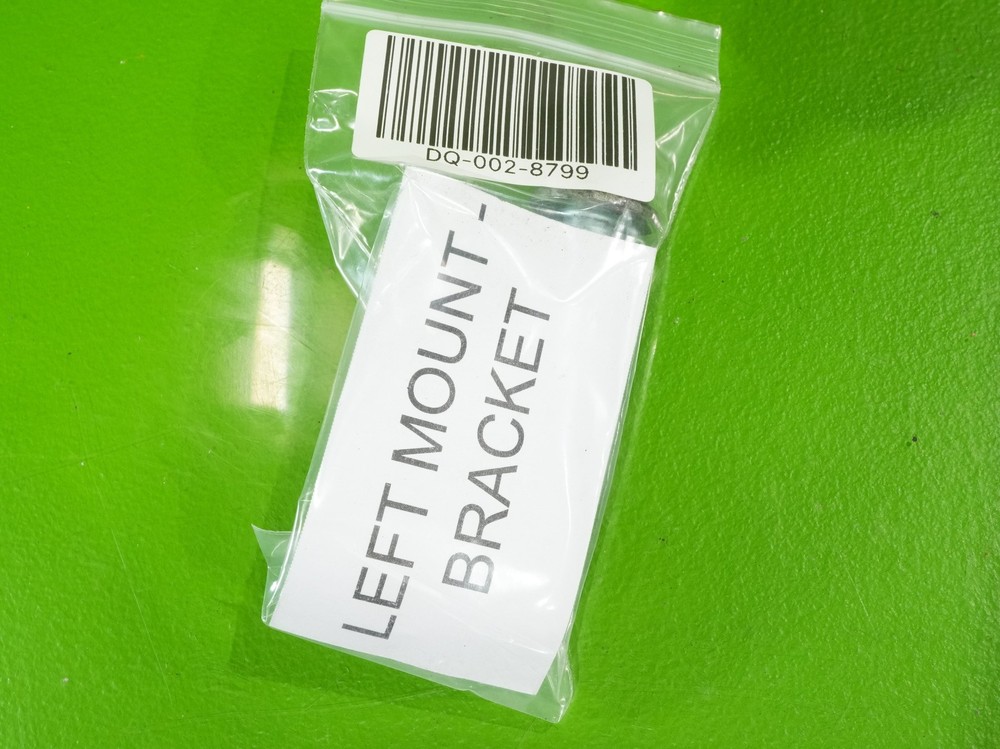 DQ-002-8799
LEFT MOUNT -
BRACKET